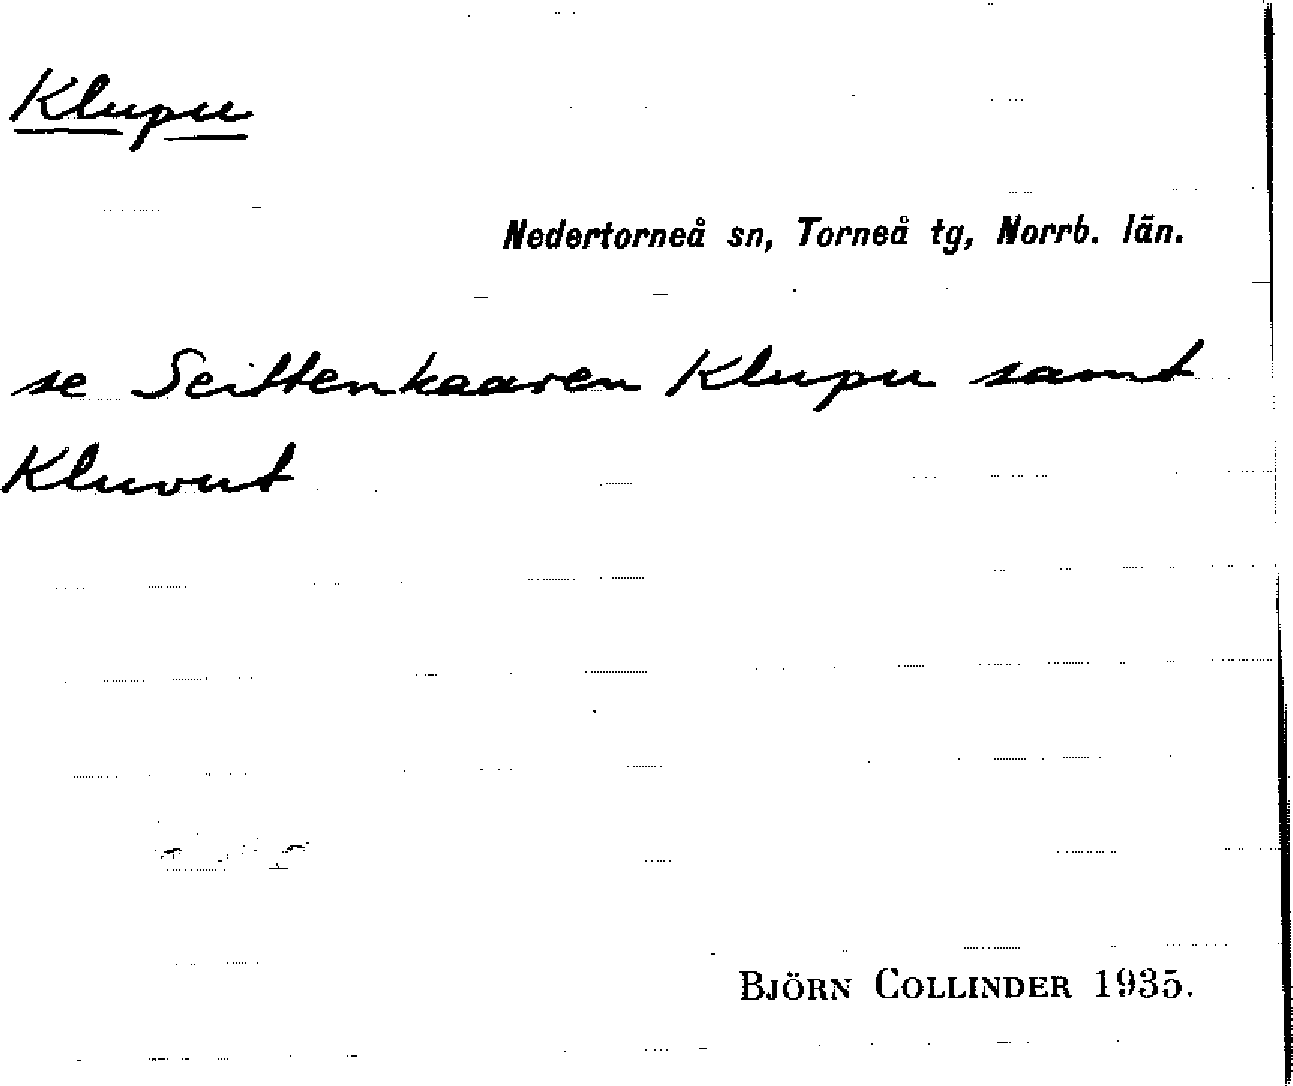 Klupu
Nedertorneå sn, Torneå tg, Norrb. län.
se Seittenkaaren Klupu samt
Kluvut
BJÖRN COLLINDER 1935.